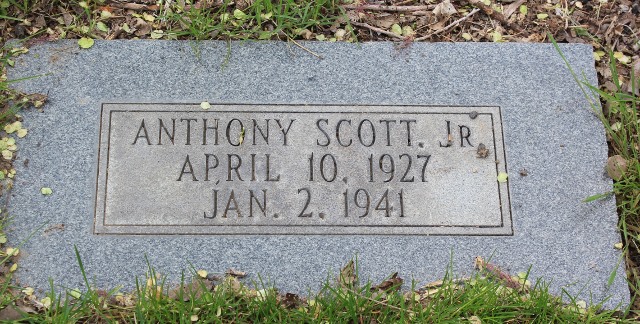 ANTHONY SCOTT. JR
APRIL 10. 1927
JAN. 2. 1941